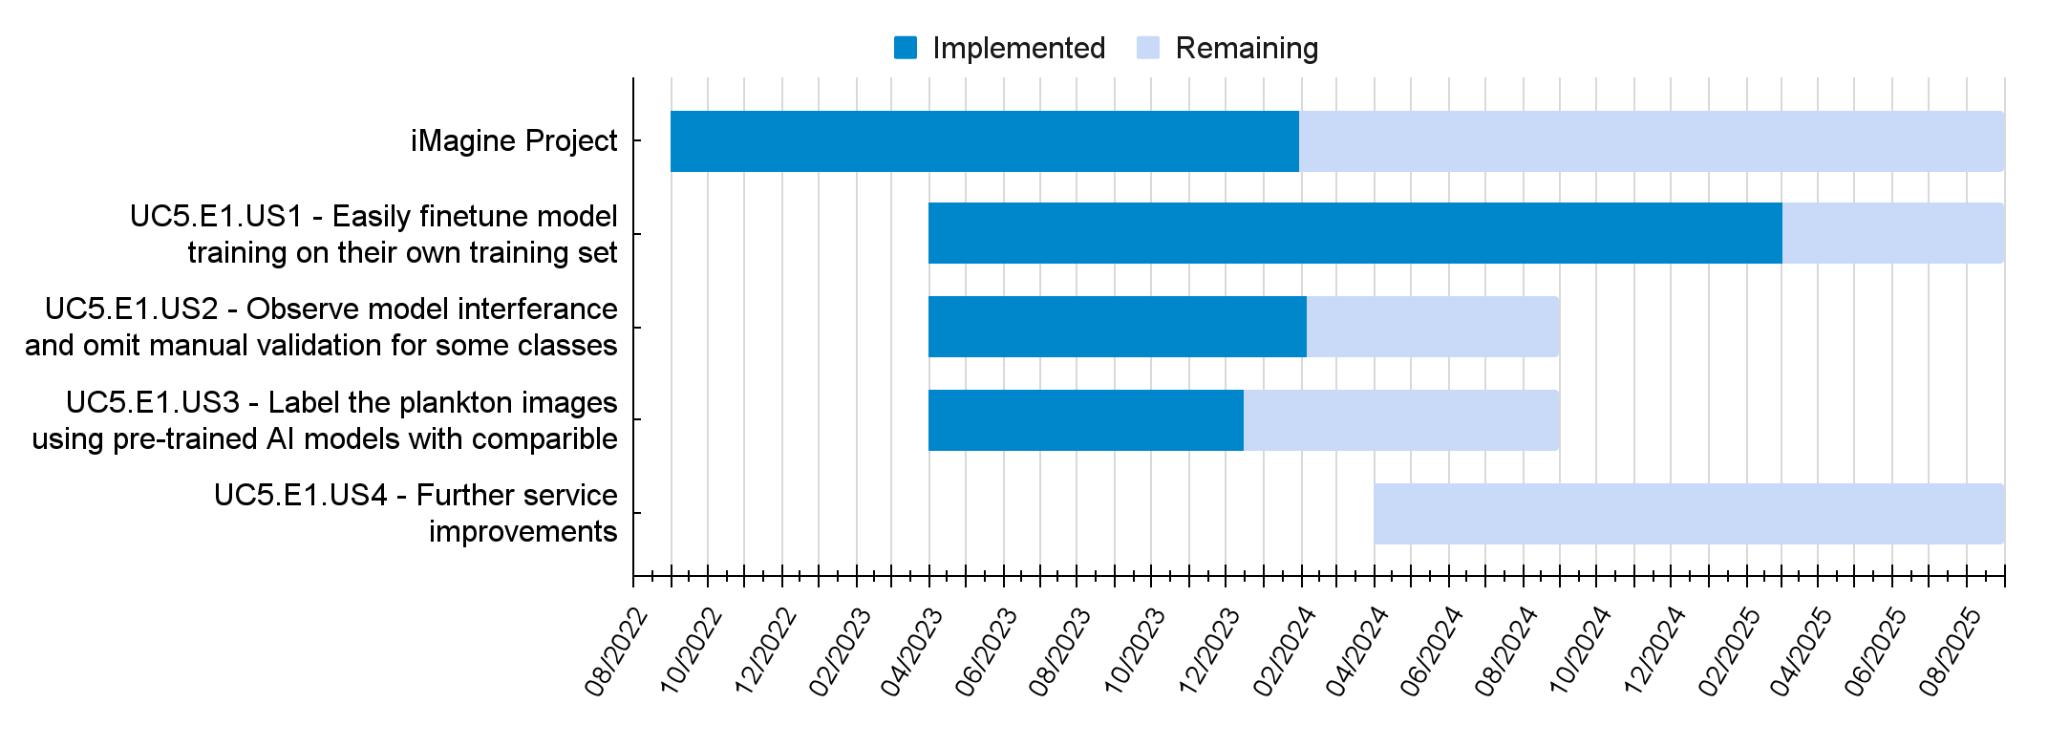 Implemented
Remaining
iMagine Project
UC5.E1.US1 - Easily finetune model
training on their own training set
UC5.E1.US2 - Observe model interferance
and omit manual validation for some classes
UC5.E1.US3 - Label the plankton images
using pre-trained AI models with comparible
UC5.E1.US4 - Further service
improvements
08/2022
10/2022
12/2022
02/2023
04/2023
06/2023
08/2023
10/2023
12/2023
02/2024
04/2024
06/2024
08/2024
10/2024
12/2024
02/2025
04/2025
06/2025
08/2025